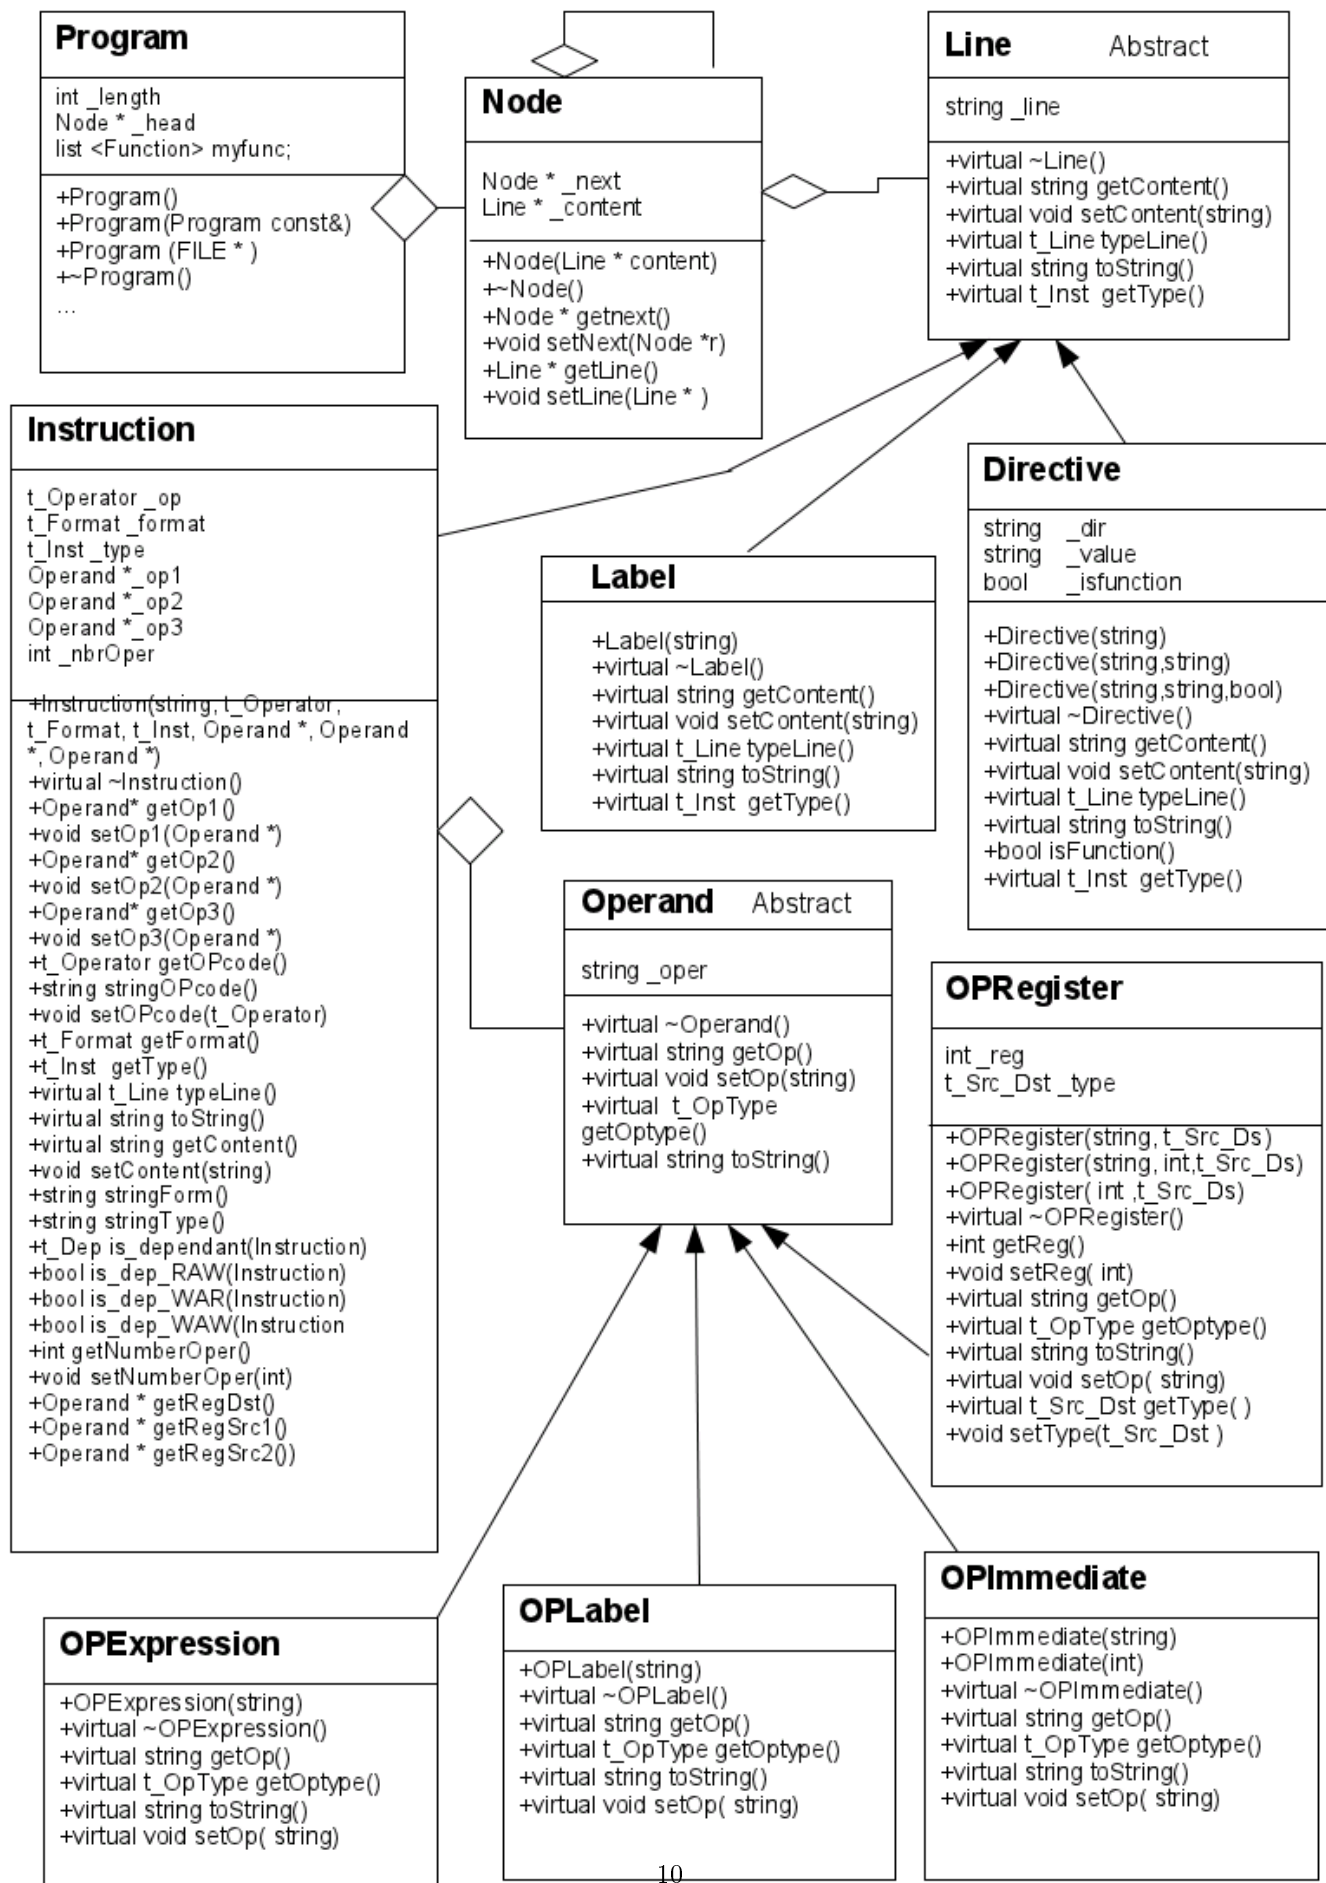 Program
int _length
Node * _head
list <Function> myfunc;
+Program()
+Program(Program const&)
+Program (FILE * )
+~Program()
...
Node
Node * _next
Line * _content
+Node(Line * content)
+~Node()
+Node * getnext()
+void setNext(Node *r)
+Line * getLine()
+void setLine(Line * )
Line Abstract
string _line
+virtual ~Line()
+virtual string getContent()
+virtual void setContent(string)
+virtual t_Line typeLine()
+virtual string toString()
+virtual t_Inst getType()
Instruction
t_Operator _op
t_Format _format
t_Inst _type
Operand *_op1
Operand *_op2
Operand *_op3
int _nbrOper
+Instruction(string, t_Operator,
t_Format, t_Inst, Operand *, Operand
*, Operand *)
+virtual ~Instruction()
+Operand* getOp1()
+void setOp1(Operand *)
+Operand* getOp2()
+void setOp2(Operand *)
+Operand* getOp3()
+void setOp3(Operand *)
+t_Operator getOPcode()
+string stringOPcode()
+void setOPcode(t_Operator)
+t_Format getFormat()
+t_Inst getType()
+virtual t_Line typeLine()
+virtual string toString()
+virtual string getContent()
+void setContent(string)
+string stringForm()
+string stringType()
+t_Dep is_dependant(Instruction)
+bool is_dep_RAW(Instruction)
+bool is_dep_WAR(Instruction)
+bool is_dep_WAW(Instruction
+int getNumberOper()
+void setNumberOper(int)
+Operand * getRegDst()
+Operand * getRegSrc1()
+Operand * getRegSrc2())
Label
+Label(string)
+virtual ~Label()
+virtual string getContent()
+virtual void setContent(string)
+virtual t_Line typeLine()
+virtual string toString()
+virtual t_Inst getType()
Directive
string _dir
string _value
bool _isfunction
+Directive(string)
+Directive(string,string)
+Directive(string,string,bool)
+virtual ~Directive()
+virtual string getContent()
+virtual void setContent(string)
+virtual t_Line typeLine()
+virtual string toString()
+bool isFunction()
+virtual t_Inst getType()
Operand Abstract
string _oper
+virtual ~Operand()
+virtual string getOp()
+virtual void setOp(string)
+virtual t_OpType
getOptype()
+virtual string toString()
OPRegister
int _reg
t_Src_Dst _type
+OPRegister(string, t_Src_Ds)
+OPRegister(string, int,t_Src_Ds)
+OPRegister( int ,t_Src_Ds)
+virtual ~OPRegister()
+int getReg()
+void setReg( int)
+virtual string getOp()
+virtual t_OpType getOptype()
+virtual string toString()
+virtual void setOp( string)
+virtual t_Src_Dst getType( )
+void setType(t_Src_Dst )
OPExpression
+OPExpression(string)
+virtual ~OPExpression()
+virtual string getOp()
+virtual t_OpType getOptype()
+virtual string toString()
+virtual void setOp( string)
OPLabel
+OPLabel(string)
+virtual ~OPLabel()
+virtual string getOp()
+virtual t_OpType getOptype()
+virtual string toString()
+virtual void setOp( string)
OPImmediate
+OPImmediate(string)
+OPImmediate(int)
+virtual ~OPImmediate()
+virtual string getOp()
+virtual t_OpType getOptype()
+virtual string toString()
+virtual void setOp( string)
10